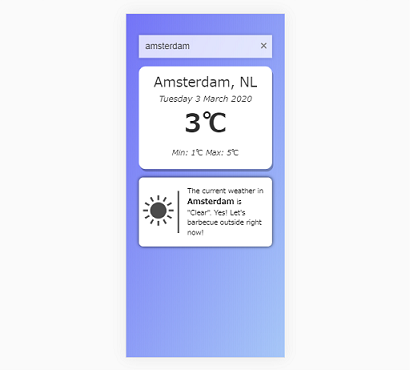 amsterdam ×
Amsterdam, NL
Tuesday 3 March 2020
3℃
Min: 1℃ Max: 5℃
The current weather in
Amsterdam is
"Clear". Yes! Let's
barbecue outside right
now!